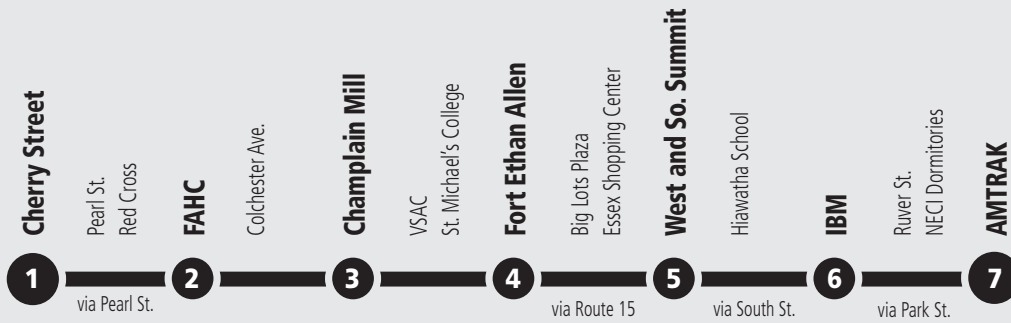 Cherry Street
Pearl St.
Red Cross
FAHC
Colchester Ave.
Champlain Mill
VSAC
St. Michael's College
Fort Ethan Allen
Big Lots Plaza
Essex Shopping Center
West and So. Summit
Hiawatha School
IBM
Ruver St.
NECI Dormitories
AMTRAK
1
2
3
4
5
6
7
via Pearl St.
via Route 15
via South St.
via Park St.